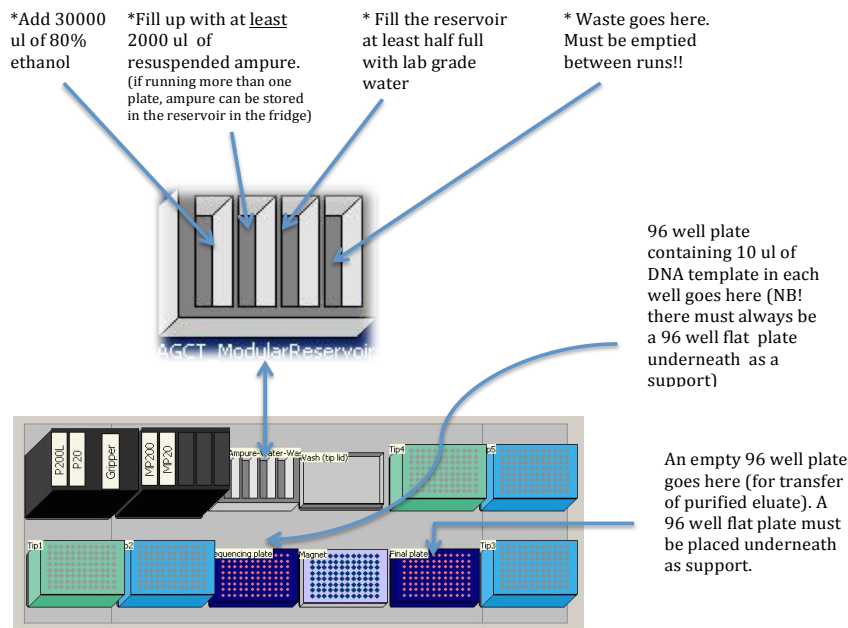 *Add 30000
ul of 80%
ethanol
*Fill up with at least
2000 ul of
resuspended ampure.
(if running more than one
plate, ampure can be stored
in the reservoir in the fridge)
* Fill the reservoir
at least half full
with lab grade
water
* Waste goes here.
Must be emptied
between runs!!
AGCT_ModularReservoir
96 well plate
containing 10 ul of
DNA template in each
well goes here (NB!
there must always be
a 96 well flat plate
underneath as a
support)
P200L
P20
Gripper
MP200
MP20
Ampure-Water-Was
Wash (tip lid)
Tip4
p5
An empty 96 well plate
goes here (for transfer
of purified eluate). A
96 well flat plate must
be placed underneath
as support.
Tip1
p2
equencing plate
Magnet
Final plate
Tip3